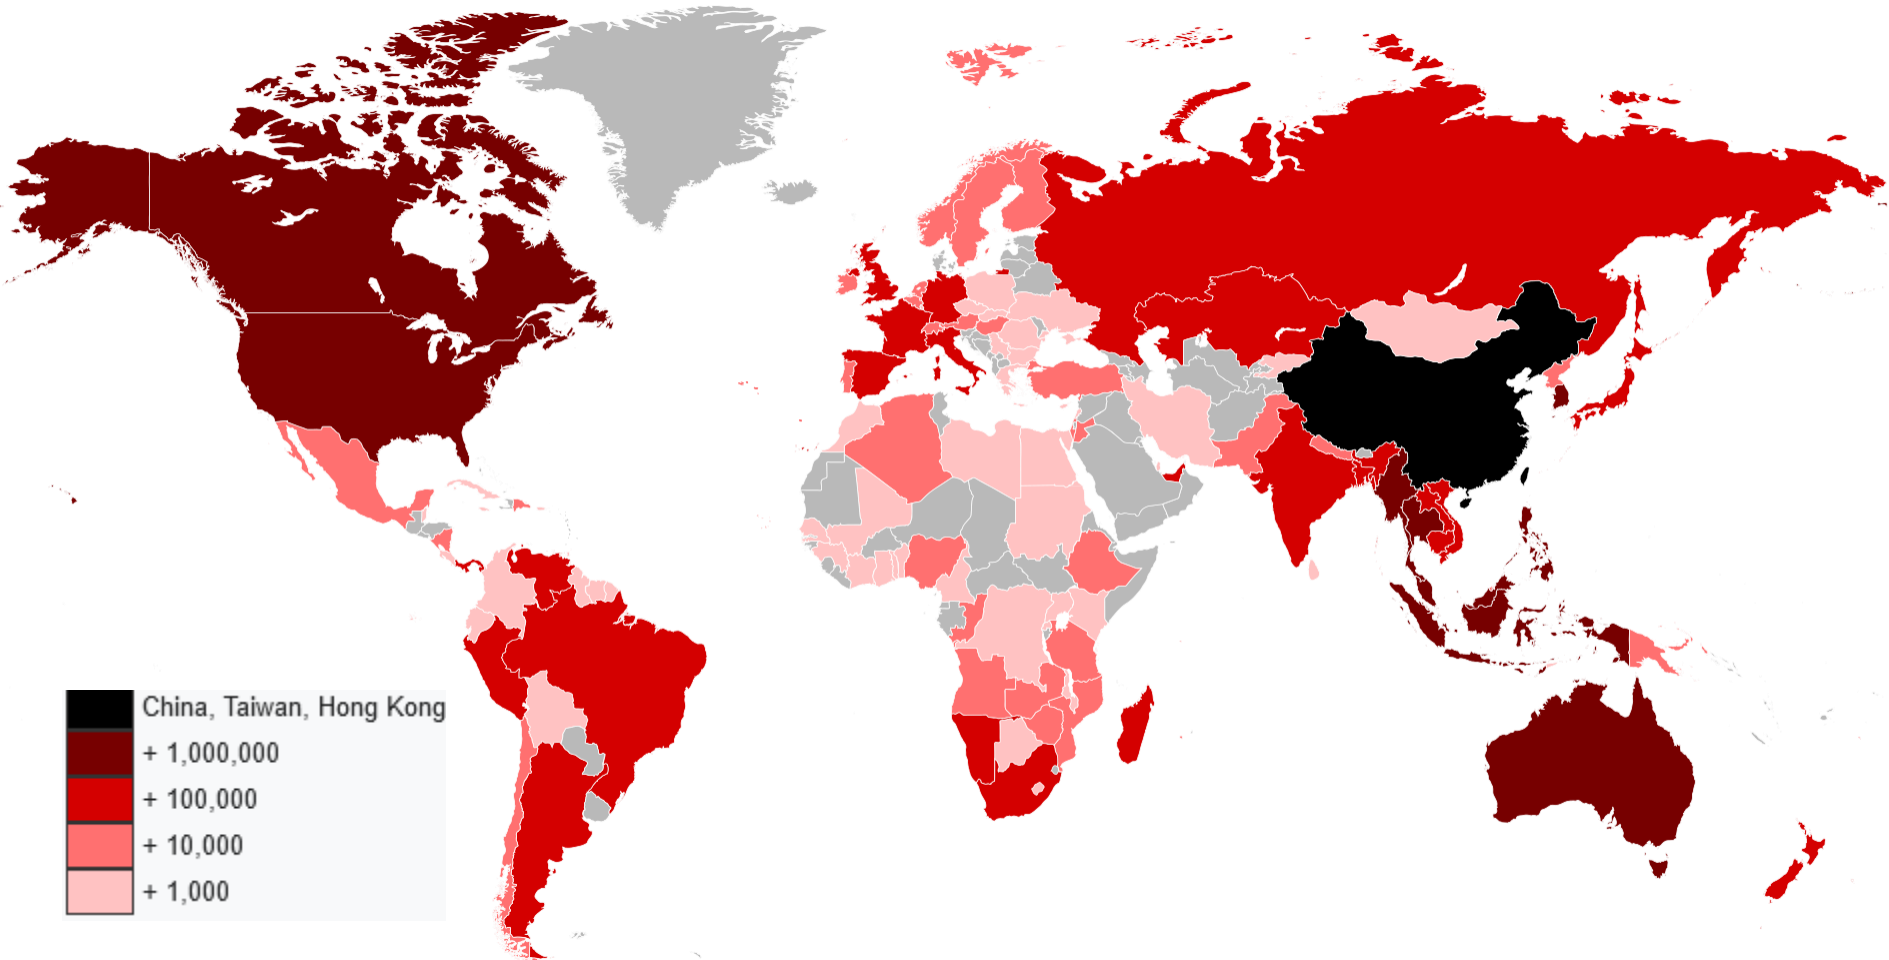 China, Taiwan, Hong Kong
+ 1,000,000
+ 100,000
+ 10,000
+ 1,000